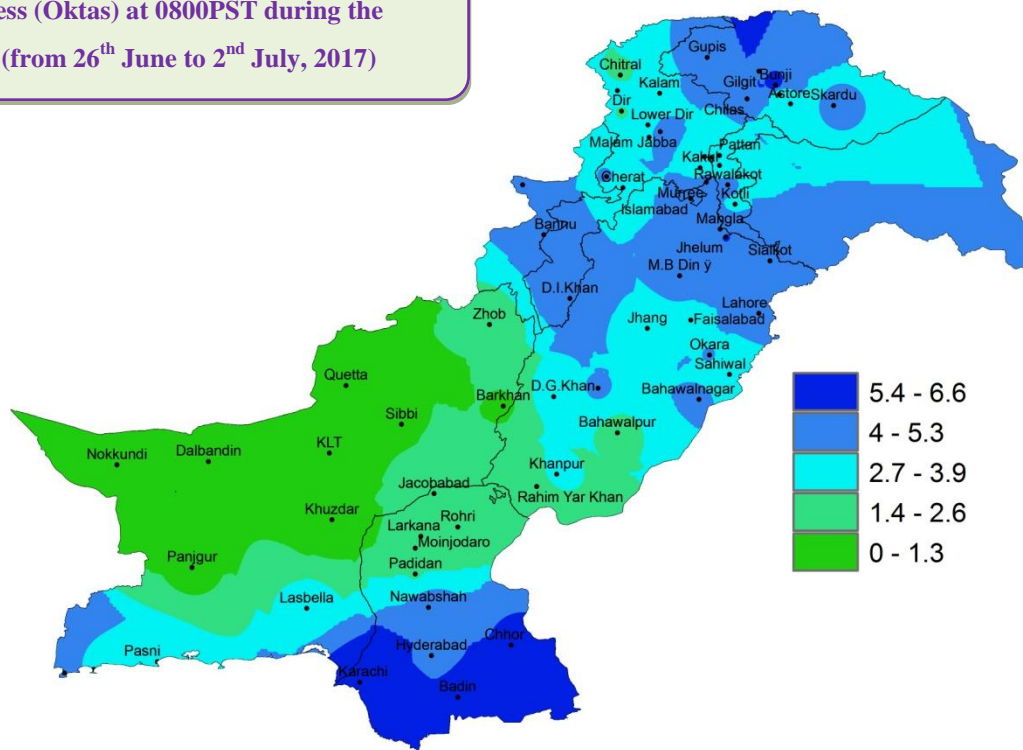 ess (Oktas) at 0800PST during the
(from 26th June to 2nd July, 2017)
Gupis
Chitral
Kalam
Gilgit
Bunji
Dir
Astore
Skardu
Lower Dir
Chilas
Malam Jabba
Pattan
Kakul
Cherat
Rawalakot
Murree
Kotli
Islamabad
Bannu
Mangla
Jhelum
Sialkot
M.B Din ÿ
D.I.Khan
Lahore
Zhob
Jhang
Faisalabad
Okara
Sahiwal
Quetta
D.G.Khan
Bahawalnagar
Barkhan
Sibbi
Bahawalpur
Nokkundi
Dalbandin
KLT
Khanpur
Jacobabad
Rahim Yar Khan
Khuzdar
Rohri
Larkana
Moinjodaro
Panjgur
Padidan
Lasbella
Nawabshah
Pasni
Hyderabad
Chhor
Karachi
Badin
5.4 - 6.6
4 - 5.3
2.7 - 3.9
1.4 - 2.6
0 - 1.3